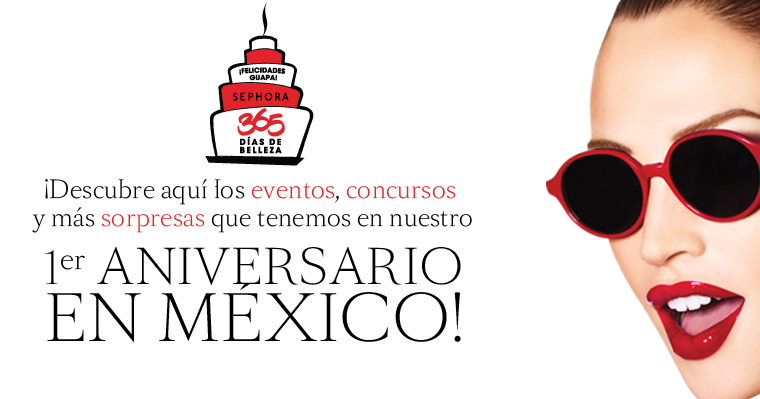 ¡FELICIDADES
GUAPA!
SEPHORA
365
DÍAS DE
BELLEZA
¡Descubre aquí los eventos, concursos
y más sorpresas que tenemos en nuestro
1er ANIVERSARIO
EN MÉXICO!